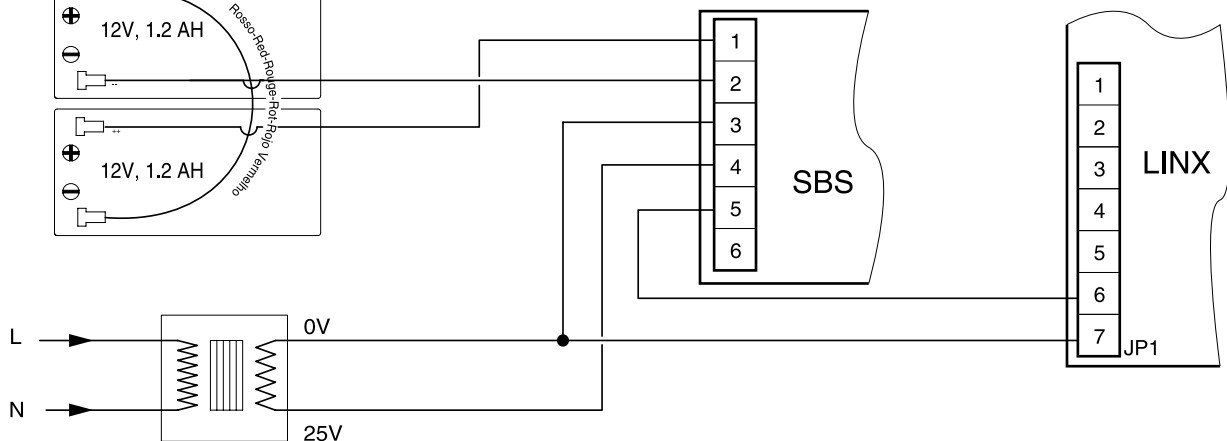 12V, 1.2 AH
--
Rosso-Red-Rouge-Rot-Rojo Vermelho
++
12V, 1.2 AH
1
2
3
4
5
6
SBS
1
2
3
4
5
6
7
LINX
JP1
L
N
0V
25V